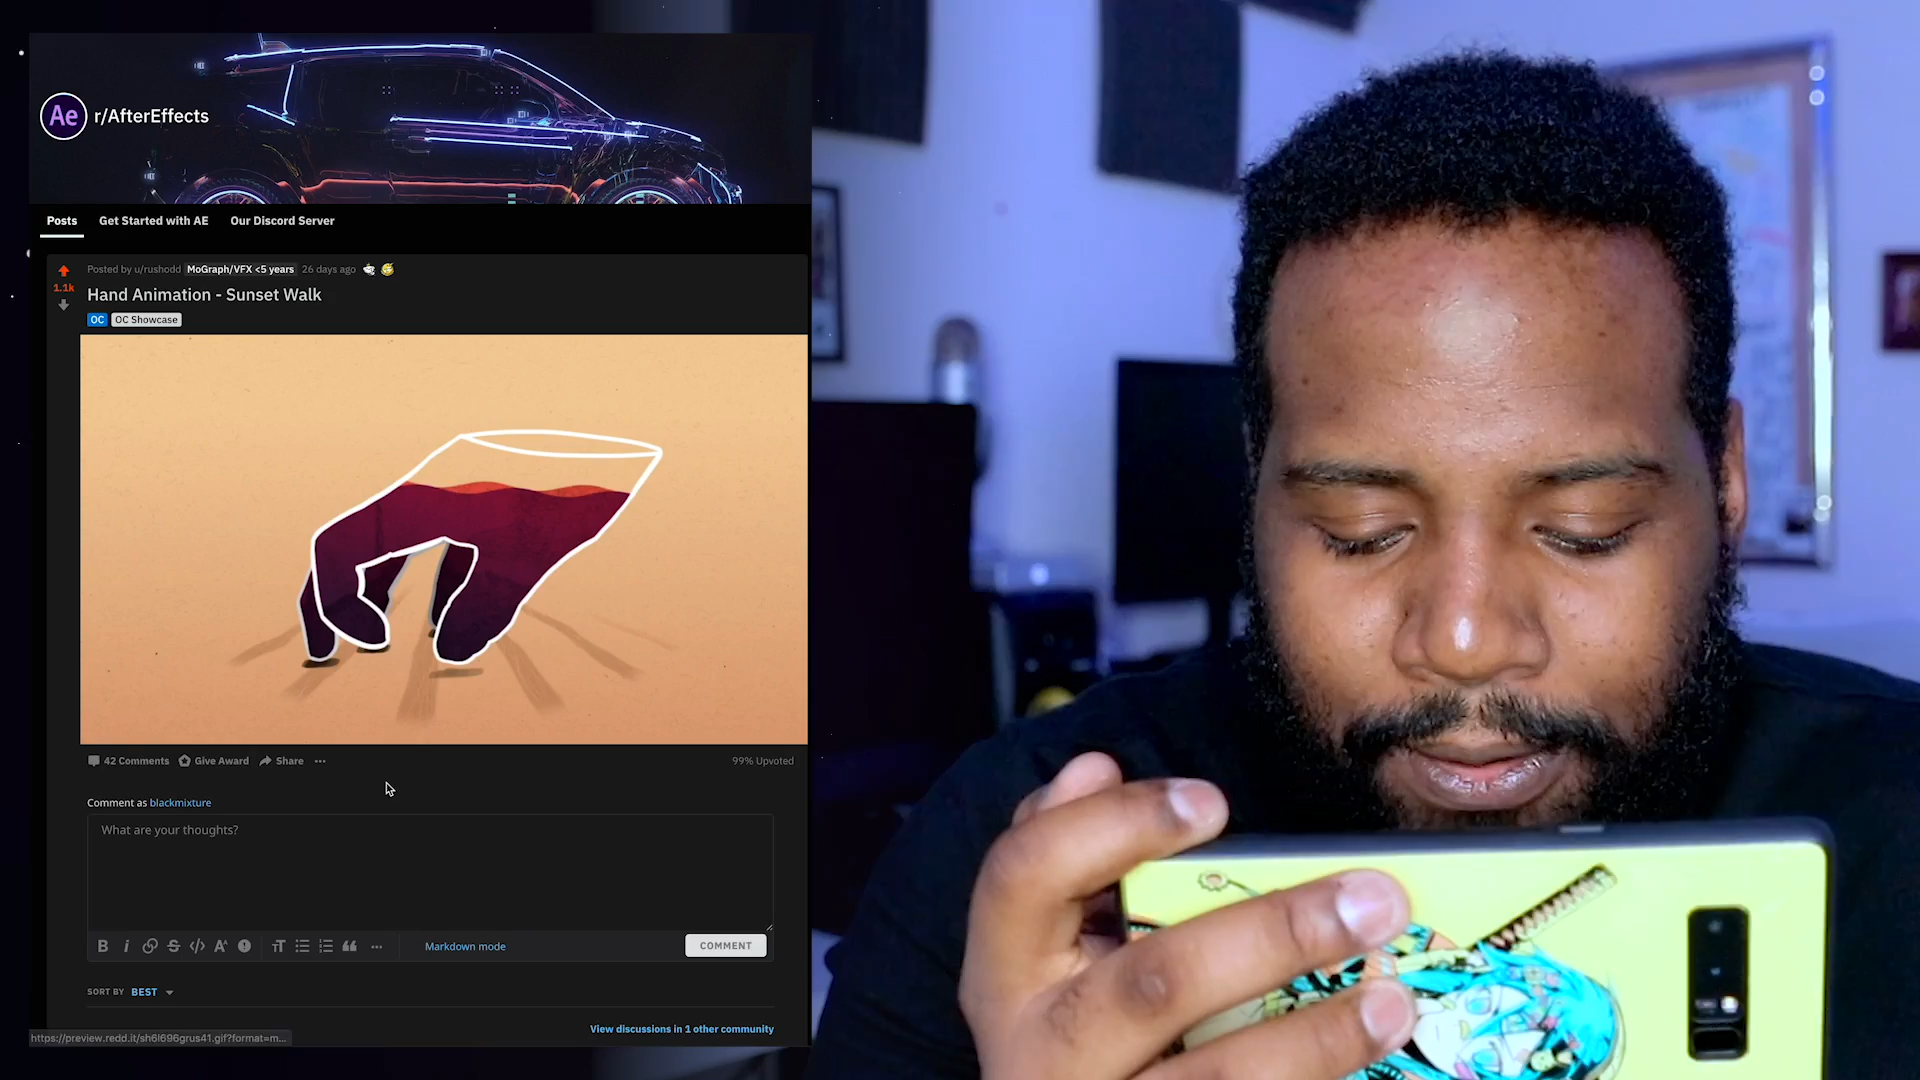 Ae r/AfterEffects
Posts Get Started with AE Our Discord Server
Posted by u/rushodd MoGraph/VFX <5 years 26 days ago
1.1k
Hand Animation - Sunset Walk
OC OC Showcase
42 Comments Give Award Share ...
99% Upvoted
Comment as blackmixture
What are your thoughts?
B i S </> A T ... Markdown mode COMMENT
SORT BY BEST
View discussions in 1 other community
https://preview.redd.it/sh6l696grus41.gif?format=m...